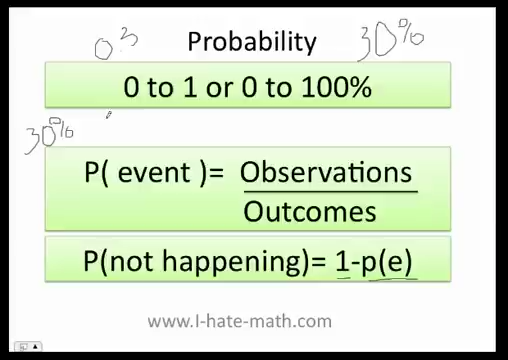 0.3 Probability 30%
0 to 1 or 0 to 100%
30%
P( event )= Observations
Outcomes
P(not happening)= 1-p(e)
www.I-hate-math.com